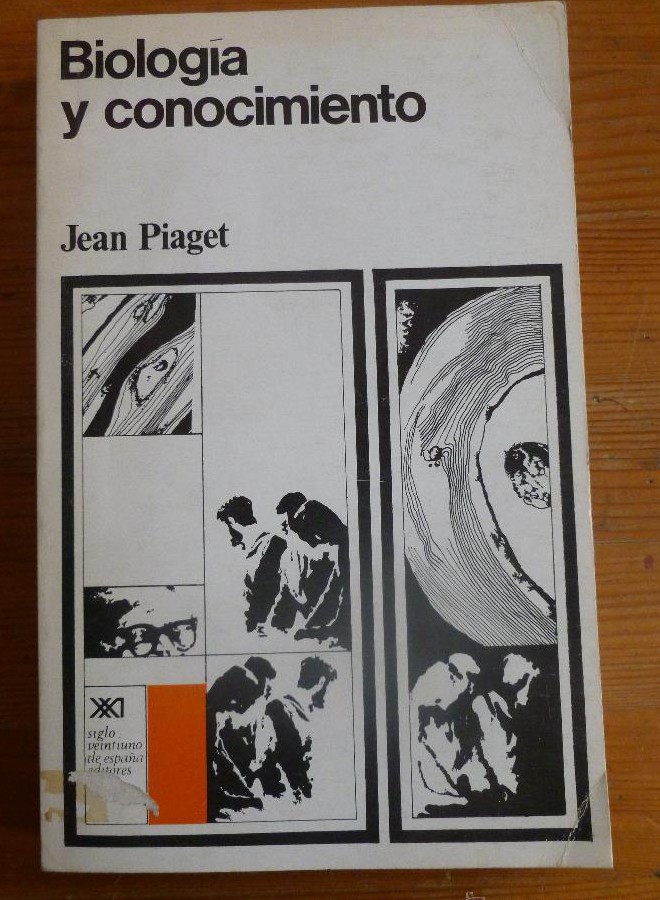 Biología
y conocimiento
Jean Piaget
XXI
siglo
veintiuno
de españa
editores